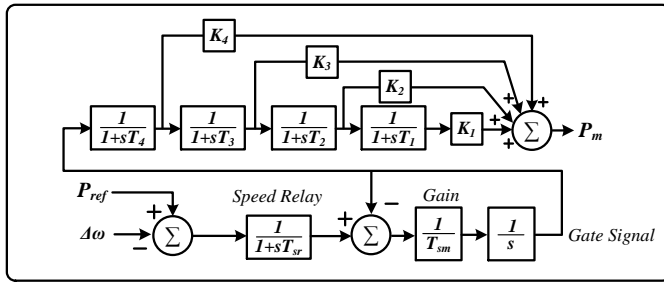 K4
K3
K2
1 / 1+sT4
1 / 1+sT3
1 / 1+sT2
1 / 1+sT1
K1
+ + + +
Σ
Pm
Pref
Δω
+
−
Σ
Speed Relay
1 / 1+sTsr
+
−
Σ
Gain
1 / Tsm
1 / s
Gate Signal